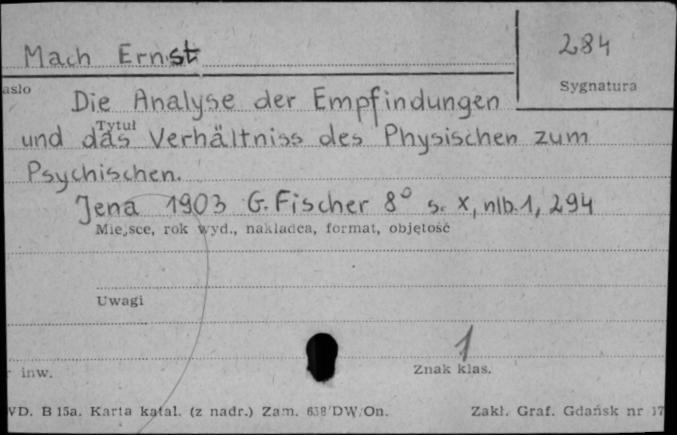 Mach Ernst
284
Sygnatura
asło
Die Analyse der Empfindungen
Tytuł
und das Verhältniss des Physischen zum
Psychischen.
Jena 1903 G. Fischer 8° s. X, nlb. 1, 294
Miejsce, rok wyd., nakładca, format, objętość
Uwagi
1
r inw.
Znak klas.
WD. B 15a. Karta katal. (z nadr.) Zam. 638/DW/On.
Zakł. Graf. Gdańsk nr 17